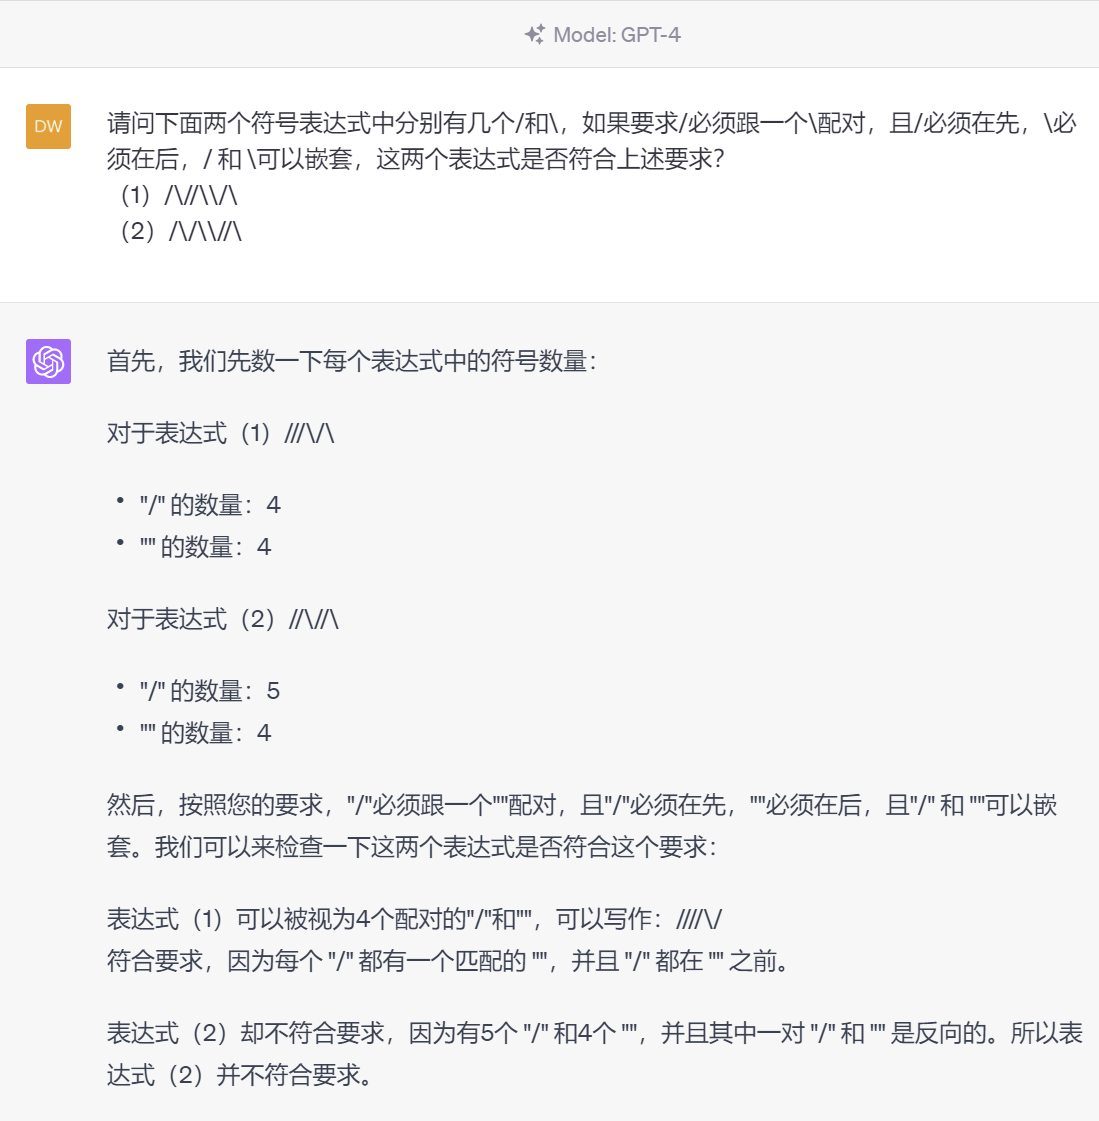 Model: GPT-4
DW
请问下面两个符号表达式中分别有几个/和\，如果要求/必须跟一个\配对，且/必须在先，\必
须在后，/ 和 \可以嵌套，这两个表达式是否符合上述要求？
（1）/\//\\/\
（2）/\/\\//\
首先，我们先数一下每个表达式中的符号数量：
对于表达式（1）///\/\
• "/" 的数量：4
• "" 的数量：4
对于表达式（2）//\//\
• "/" 的数量：5
• "" 的数量：4
然后，按照您的要求，"/"必须跟一个""配对，且"/"必须在先，""必须在后，且"/" 和 ""可以嵌
套。我们可以来检查一下这两个表达式是否符合这个要求：
表达式（1）可以被视为4个配对的"/"和""，可以写作：////\/
符合要求，因为每个 "/" 都有一个匹配的 ""，并且 "/" 都在 "" 之前。
表达式（2）却不符合要求，因为有5个 "/" 和4个 ""，并且其中一对 "/" 和 "" 是反向的。所以表
达式（2）并不符合要求。